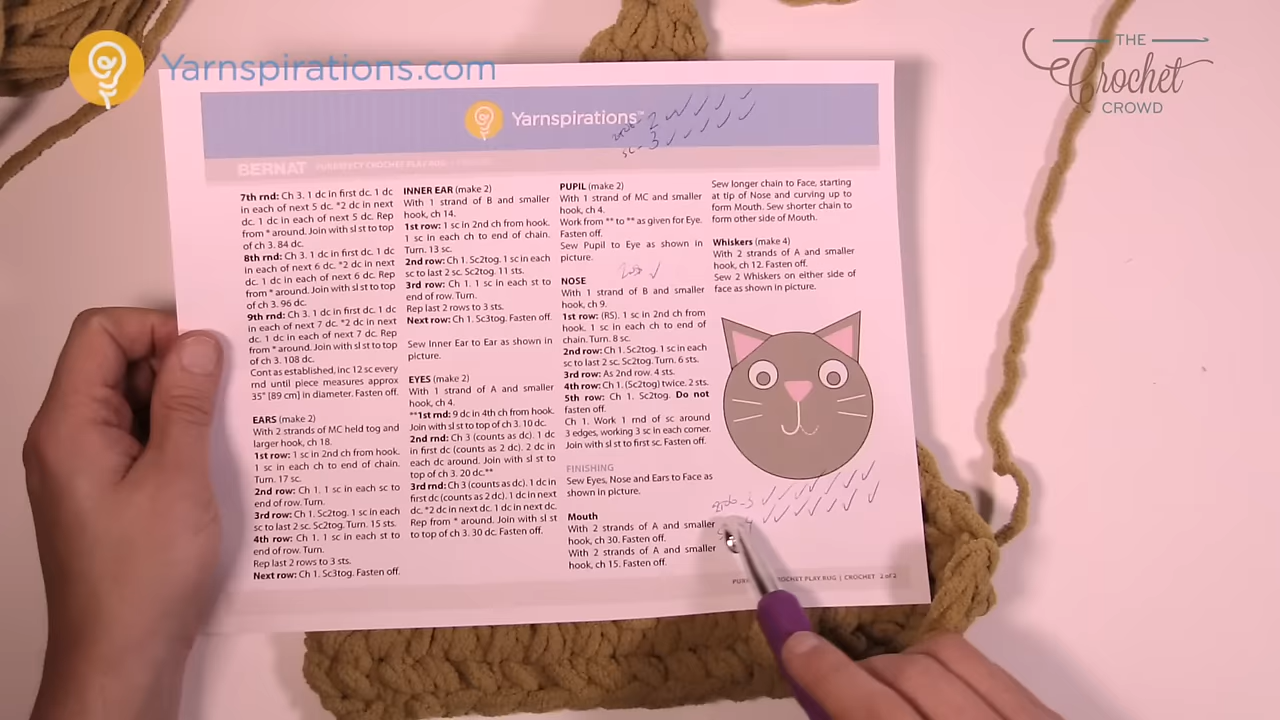 Yarnspirations.com
THE
Crochet
CROWD
Yarnspirations™
2
3
BERNAT
7th rnd: Ch 3. 1 dc in first dc. 1 dc
in each of next 5 dc. *2 dc in next
dc. 1 dc in each of next 5 dc. Rep
from * around. Join with sl st to top
of ch 3. 84 dc.
8th rnd: Ch 3. 1 dc in first dc. 1 dc
in each of next 6 dc. *2 dc in next
dc. 1 dc in each of next 6 dc. Rep
from * around. Join with sl st to top
of ch 3. 96 dc.
9th rnd: Ch 3. 1 dc in first dc. 1 dc
in each of next 7 dc. *2 dc in next
dc. 1 dc in each of next 7 dc. Rep
from * around. Join with sl st to top
of ch 3. 108 dc.
Cont as established, inc 12 sc every
rnd until piece measures approx
35" [89 cm] in diameter. Fasten off.
EARS (make 2)
With 2 strands of MC held tog and
larger hook, ch 18.
1st row: 1 sc in 2nd ch from hook.
1 sc in each ch to end of chain.
Turn. 17 sc.
2nd row: Ch 1. 1 sc in each sc to
end of row. Turn.
3rd row: Ch 1. Sc2tog. 1 sc in each
sc to last 2 sc. Sc2tog. Turn. 15 sts.
4th row: Ch 1. 1 sc in each st to
end of row. Turn.
Rep last 2 rows to 3 sts.
Next row: Ch 1. Sc3tog. Fasten off.
INNER EAR (make 2)
With 1 strand of B and smaller
hook, ch 14.
1st row: 1 sc in 2nd ch from hook.
1 sc in each ch to end of chain.
Turn. 13 sc.
2nd row: Ch 1. Sc2tog. 1 sc in each
sc to last 2 sc. Sc2tog. 11 sts.
3rd row: Ch 1. 1 sc in each st to
end of row. Turn.
Rep last 2 rows to 3 sts.
Next row: Ch 1. Sc3tog. Fasten off.
Sew Inner Ear to Ear as shown in
picture.
EYES (make 2)
With 1 strand of A and smaller
hook, ch 4.
**1st rnd: 9 dc in 4th ch from hook.
Join with sl st to top of ch 3. 10 dc.
2nd rnd: Ch 3 (counts as dc). 1 dc
in first dc (counts as 2 dc). 2 dc in
each dc around. Join with sl st to
top of ch 3. 20 dc.**
3rd rnd: Ch 3 (counts as dc). 1 dc in
first dc (counts as 2 dc). 1 dc in next
dc. *2 dc in next dc. 1 dc in next dc.
Rep from * around. Join with sl st
to top of ch 3. 30 dc. Fasten off.
PUPIL (make 2)
With 1 strand of MC and smaller
hook, ch 4.
Work from ** to ** as given for Eye.
Fasten off.
Sew Pupil to Eye as shown in
picture.
NOSE
With 1 strand of B and smaller
hook, ch 9.
1st row: (RS). 1 sc in 2nd ch from
hook. 1 sc in each ch to end of
chain. Turn. 8 sc.
2nd row: Ch 1. Sc2tog. 1 sc in each
sc to last 2 sc. Sc2tog. Turn. 6 sts.
3rd row: As 2nd row. 4 sts.
4th row: Ch 1. (Sc2tog) twice. 2 sts.
5th row: Ch 1. Sc2tog. Do not
fasten off.
Ch 1. Work 1 rnd of sc around
3 edges, working 3 sc in each corner.
Join with sl st to first sc. Fasten off.
FINISHING
Sew Eyes, Nose and Ears to Face as
shown in picture.
Mouth
With 2 strands of A and smaller
hook, ch 30. Fasten off.
With 2 strands of A and smaller
hook, ch 15. Fasten off.
Sew longer chain to Face, starting
at tip of Nose and curving up to
form Mouth. Sew shorter chain to
form other side of Mouth.
Whiskers (make 4)
With 2 strands of A and smaller
hook, ch 12. Fasten off.
Sew 2 Whiskers on either side of
face as shown in picture.
CROCHET PLAY RUG | CROCHET 2 of 2